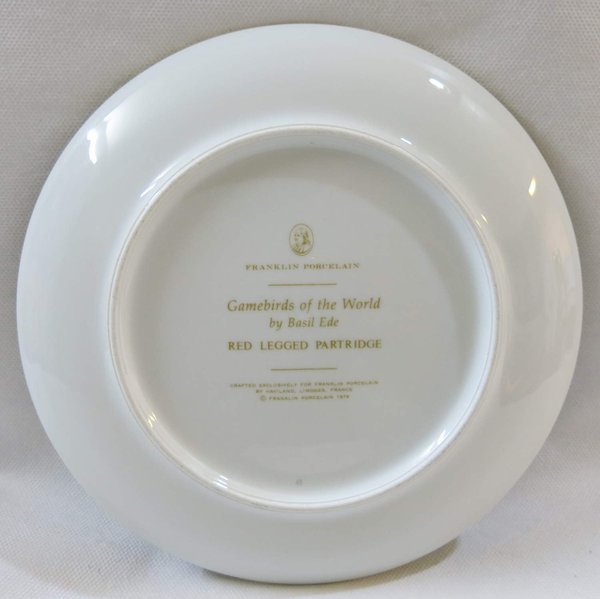 FRANKLIN PORCELAIN
Gamebirds of the World
by Basil Ede
RED LEGGED PARTRIDGE
CRAFTED EXCLUSIVELY FOR FRANKLIN PORCELAIN
BY HAVILAND, LIMOGES, FRANCE
© FRANKLIN PORCELAIN